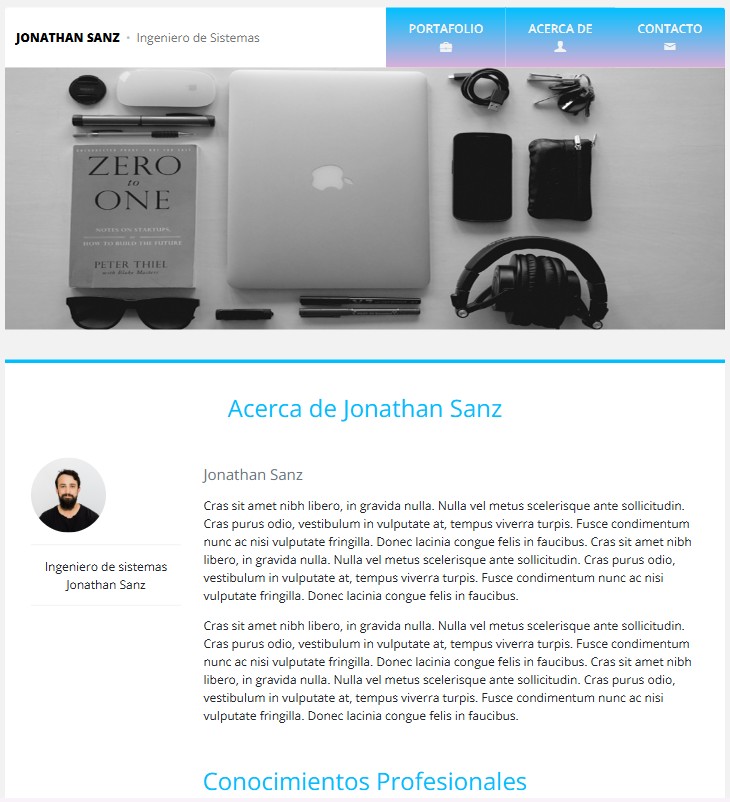 JONATHAN SANZ • Ingeniero de Sistemas
PORTAFOLIO
ACERCA DE
CONTACTO
ZERO
to
ONE
NOTES ON STARTUPS,
OR
HOW TO BUILD THE FUTURE
PETER THIEL
with Blake Masters
Acerca de Jonathan Sanz
Ingeniero de sistemas
Jonathan Sanz
Jonathan Sanz
Cras sit amet nibh libero, in gravida nulla. Nulla vel metus scelerisque ante sollicitudin.
Cras purus odio, vestibulum in vulputate at, tempus viverra turpis. Fusce condimentum
nunc ac nisi vulputate fringilla. Donec lacinia congue felis in faucibus. Cras sit amet nibh
libero, in gravida nulla. Nulla vel metus scelerisque ante sollicitudin. Cras purus odio,
vestibulum in vulputate at, tempus viverra turpis. Fusce condimentum nunc ac nisi
vulputate fringilla. Donec lacinia congue felis in faucibus.
Cras sit amet nibh libero, in gravida nulla. Nulla vel metus scelerisque ante sollicitudin.
Cras purus odio, vestibulum in vulputate at, tempus viverra turpis. Fusce condimentum
nunc ac nisi vulputate fringilla. Donec lacinia congue felis in faucibus. Cras sit amet nibh
libero, in gravida nulla. Nulla vel metus scelerisque ante sollicitudin. Cras purus odio,
vestibulum in vulputate at, tempus viverra turpis. Fusce condimentum nunc ac nisi
vulputate fringilla. Donec lacinia congue felis in faucibus.
Conocimientos Profesionales